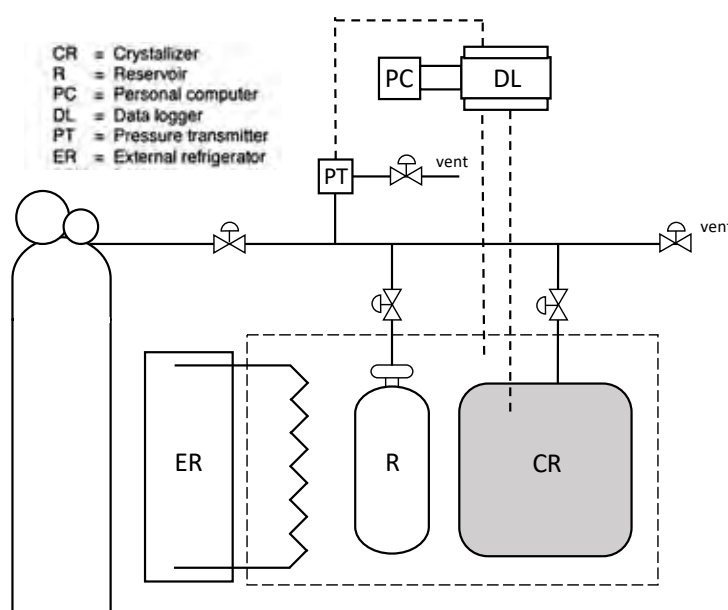 CR = Crystallizer
R = Reservoir
PC = Personal computer
DL = Data logger
PT = Pressure transmitter
ER = External refrigerator
PC
DL
PT
vent
vent
ER
R
CR